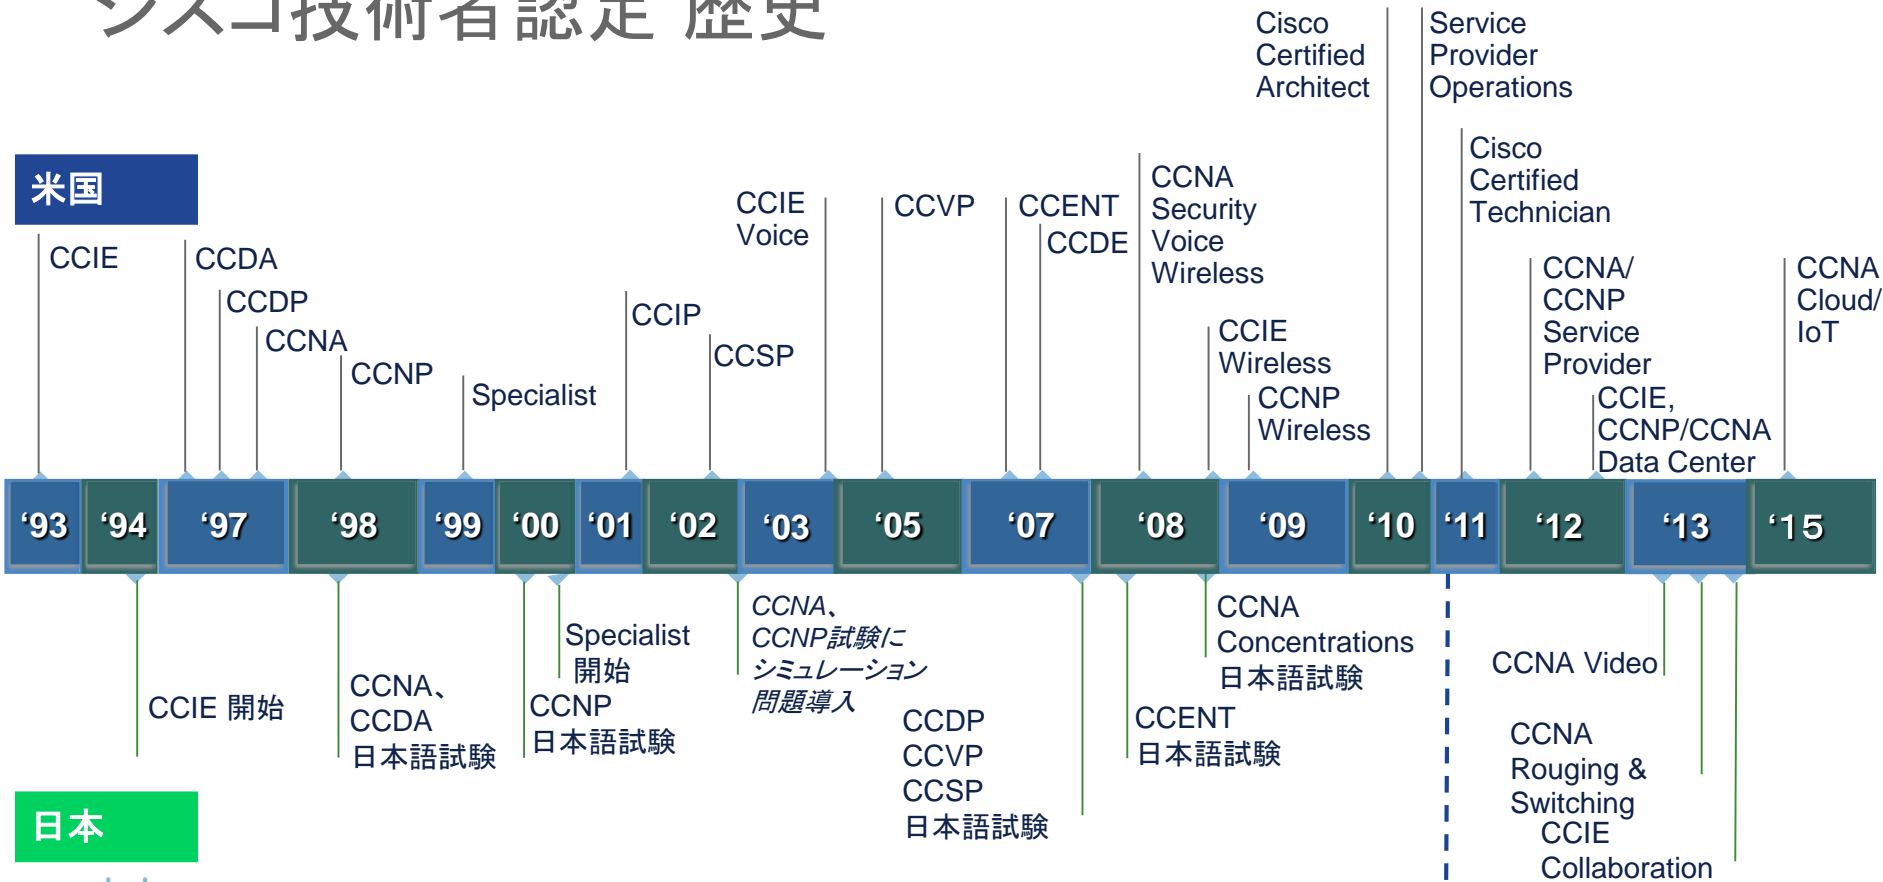 シスコ技術者認定 歴史
Cisco
Certified
Architect
Service
Provider
Operations
Cisco
Certified
Technician
米国
CCIE
CCDA
CCDP
CCNA
CCNP
Specialist
CCIP
CCSP
CCIE
Voice
CCVP
CCENT
CCDE
CCNA
Security
Voice
Wireless
CCIE
Wireless
CCNP
Wireless
CCNA/
CCNP
Service
Provider
CCIE,
CCNP/CCNA
Data Center
CCNA
Cloud/
IoT
‘93 ‘94 ‘97 ‘98 ‘99 ‘00 ‘01 ‘02 ‘03 ‘05 ‘07 ‘08 ‘09 ‘10 ‘11 ‘12 ‘13 ‘１５
CCIE 開始
CCNA、
CCDA
日本語試験
Specialist
開始
CCNP
日本語試験
CCNA、
CCNP試験に
シミュレーション
問題導入
CCDP
CCVP
CCSP
日本語試験
CCENT
日本語試験
CCNA
Concentrations
日本語試験
CCNA Video
CCNA
Rouging &
Switching
CCIE
Collaboration
日本